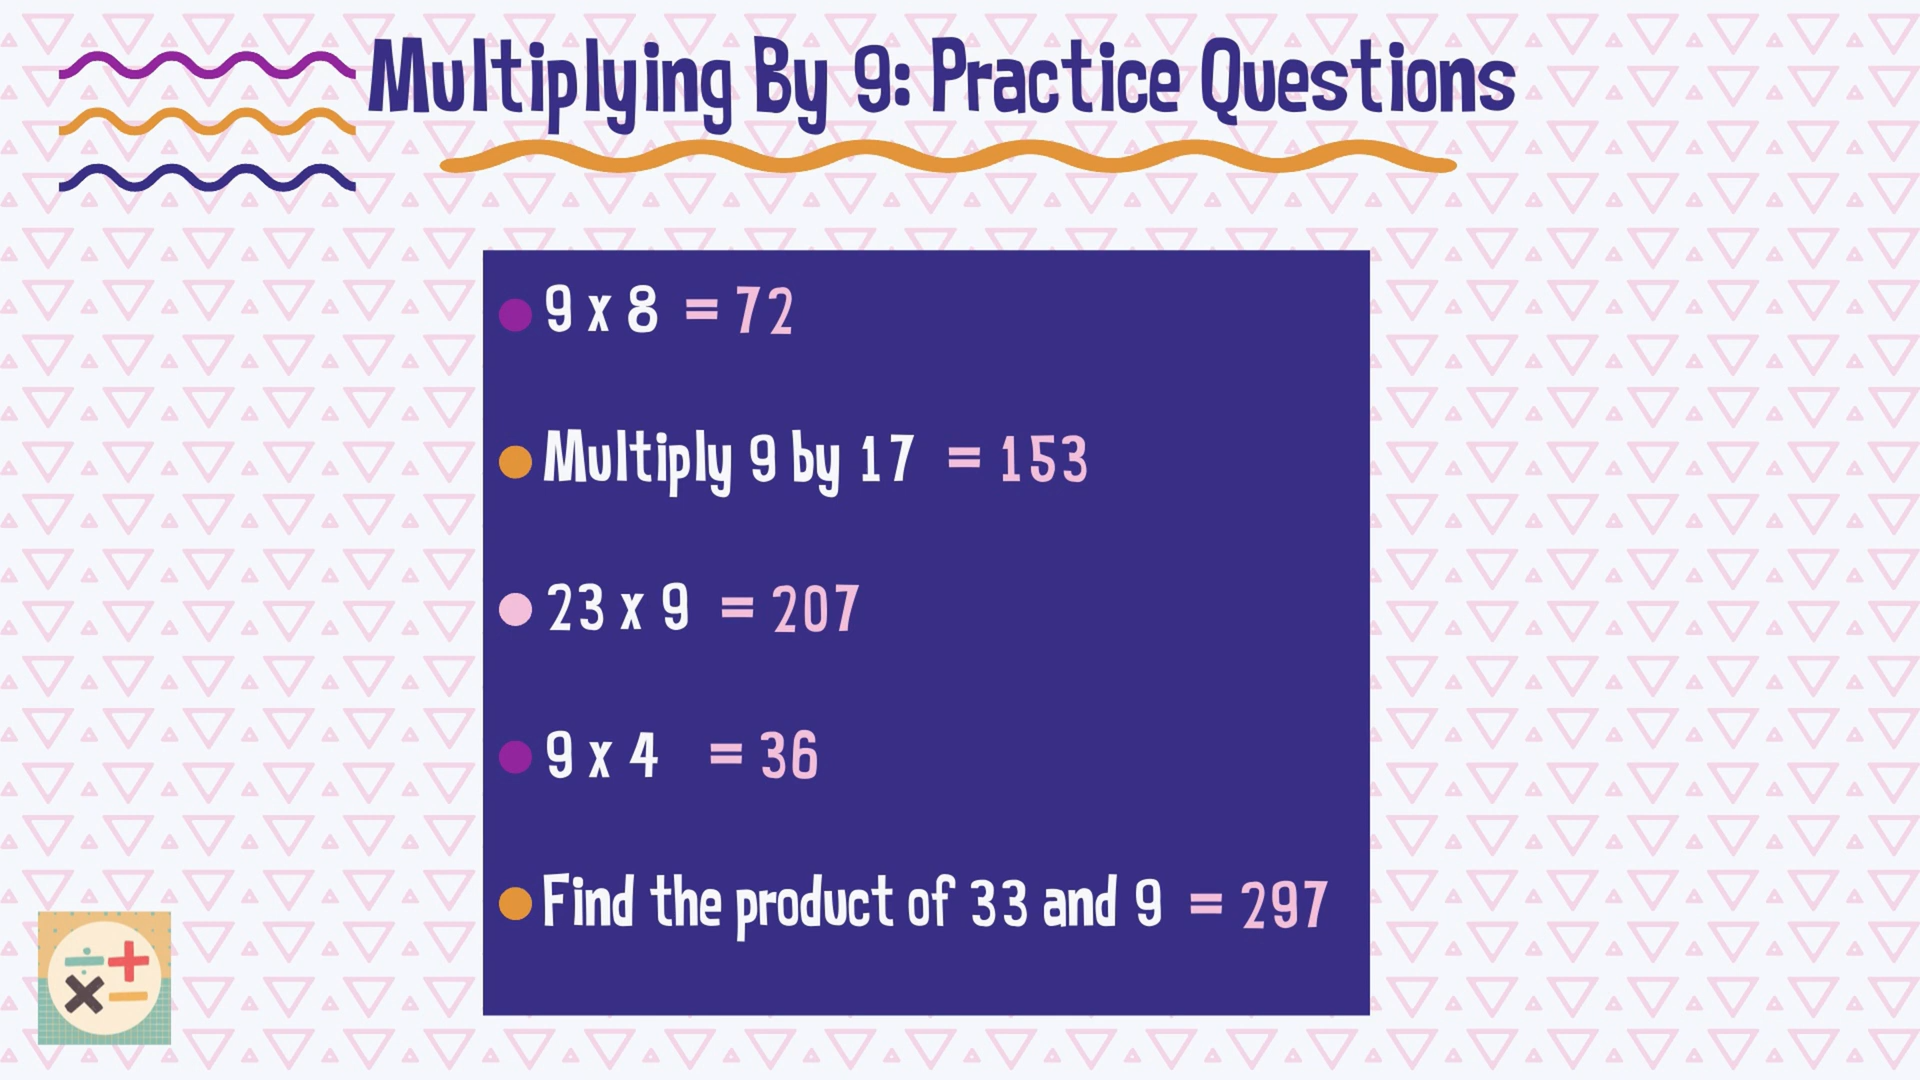 Multiplying By 9: Practice Questions
9 x 8 = 72
Multiply 9 by 17 = 153
23 x 9 = 207
9 x 4 = 36
Find the product of 33 and 9 = 297